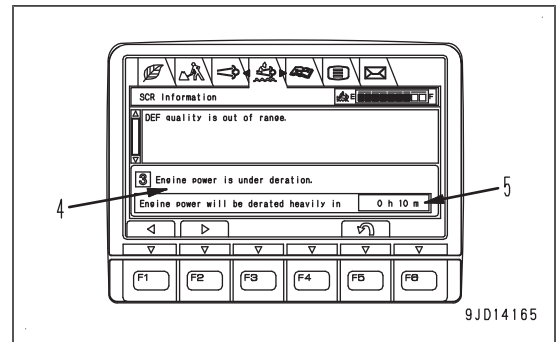 SCR Information
E F
DEF quality is out of range.
3 Engine power is under deration.
4
5
Engine power will be derated heavily in 0 h 10 m
F1 F2 F3 F4 F5 F6
9JD14165